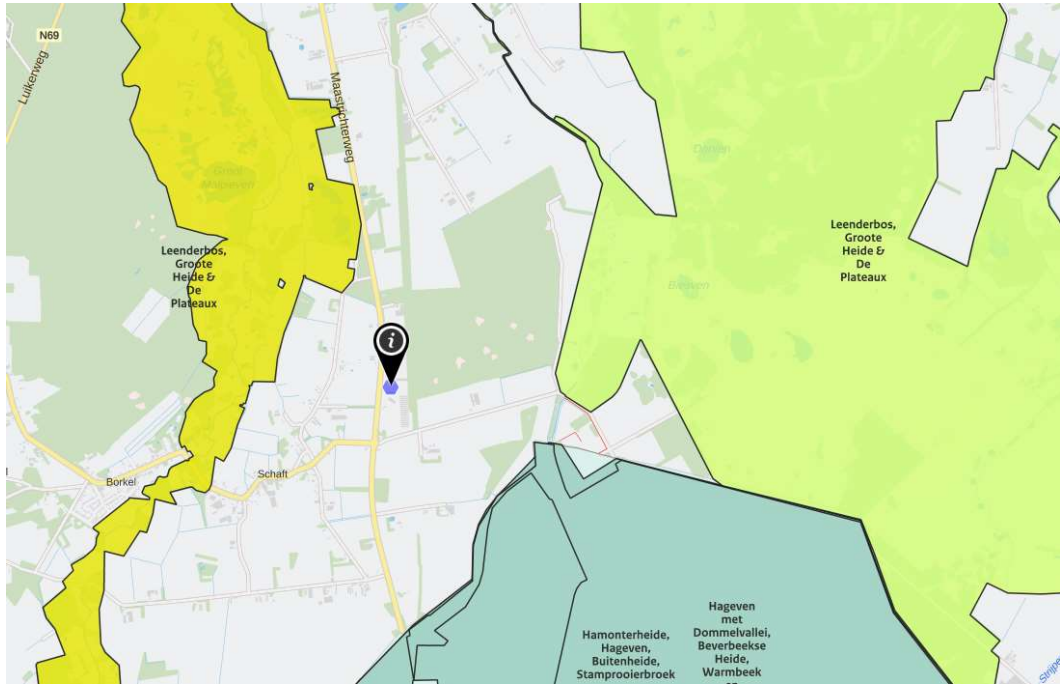 N69
Luikerweg
Maastrichterweg
Groot
Malpieven
Leenderbos,
Groote
Heide &
De
Plateaux
Leenderbos,
Groote
Heide &
De
Plateaux
i
Borkel
Schaft
Hamonterheide,
Hageven,
Buitenheide,
Stamprooierbroek
Hageven
met
Dommelvallei,
Beverbeekse
Heide,
Warmbeek